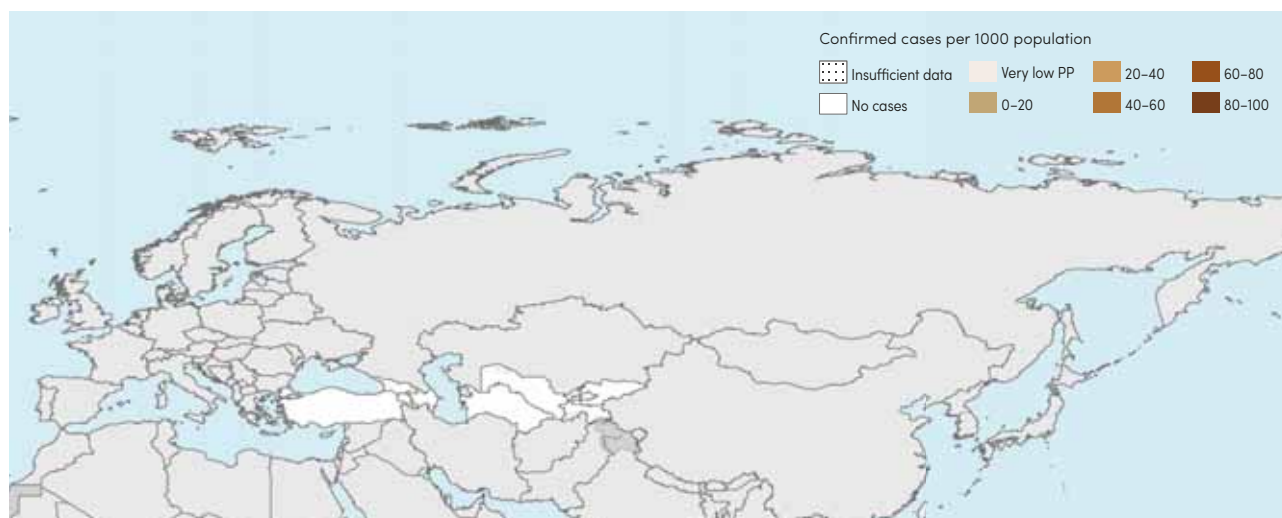 Confirmed cases per 1000 population
Insufficient data
Very low PP
20–40
60–80
No cases
0–20
40–60
80–100